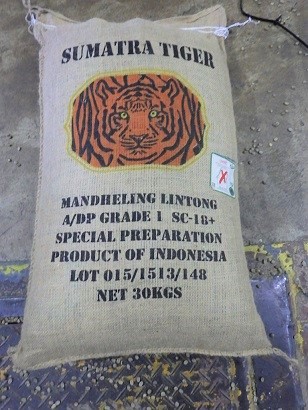 SUMATRA TIGER
MANDHELING LINTONG
A/DP GRADE 1 SC-18+
SPECIAL PREPARATION
PRODUCT OF INDONESIA
LOT 015/1513/148
NET 30KGS